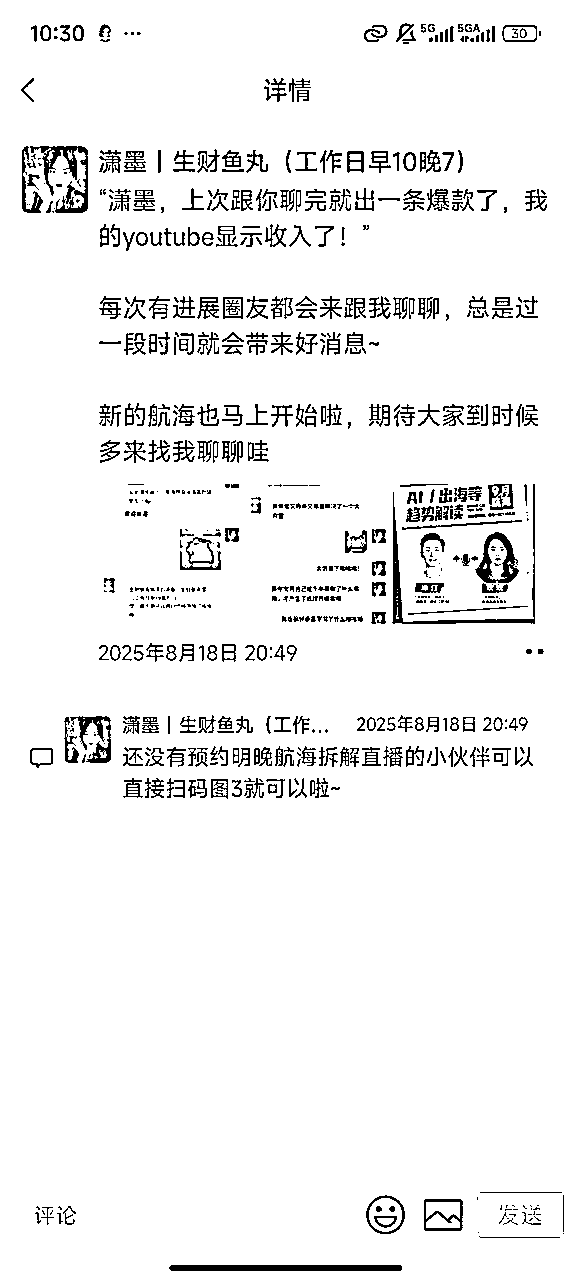 10:30 ··· 5G 5GA 30
详情
潇墨丨生财鱼丸（工作日早10晚7）
“潇墨，上次跟你聊完就出一条爆款了，我
的youtube显示收入了！”
每次有进展圈友都会来跟我聊聊，总是过
一段时间就会带来好消息~
新的航海也马上开始啦，期待大家到时候
多来找我聊聊哇
AI / 出海等
趋势解读
9月
2025年8月18日 20:49
潇墨丨生财鱼丸（工作... 2025年8月18日 20:49
还没有预约明晚航海拆解直播的小伙伴可以
直接扫码图3就可以啦~
评论 发送